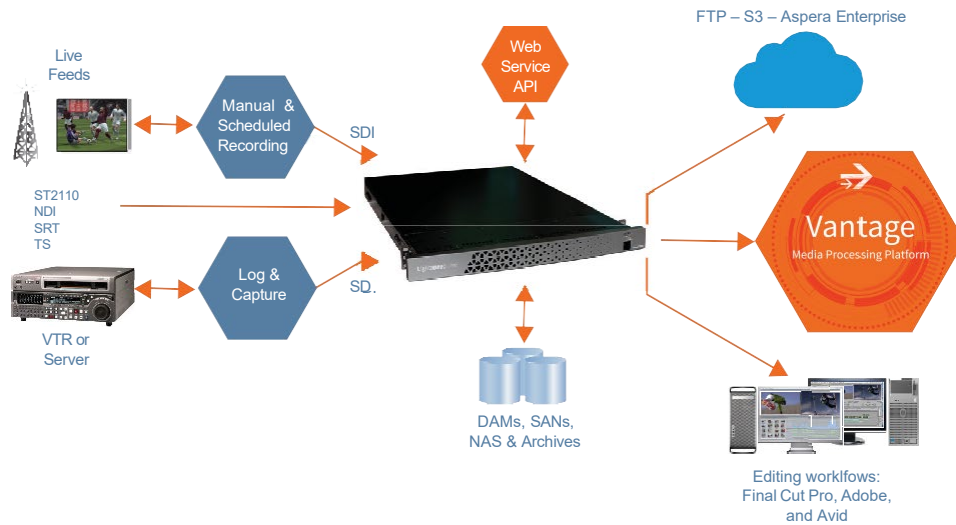 FTP – S3 – Aspera Enterprise
Live
Feeds
Web
Service
API
Manual &
Scheduled
Recording
SDI
ST2110
NDI
SRT
TS
Vantage
Media Processing Platform
Log &
Capture
SD.
VTR or
Server
DAMs, SANs,
NAS & Archives
Editing worklfows:
Final Cut Pro, Adobe,
and Avid